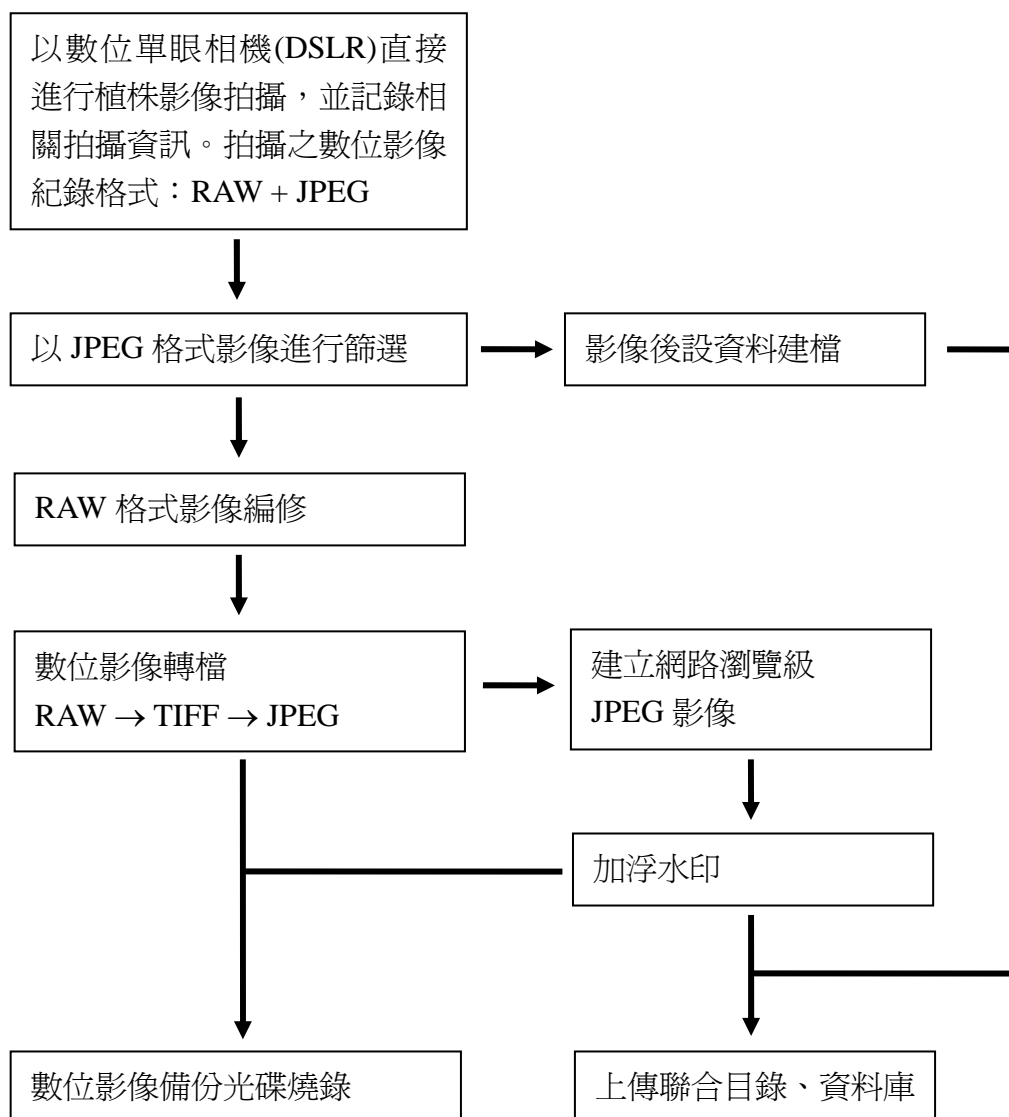 以數位單眼相機(DSLR)直接
進行植株影像拍攝，並記錄相
關拍攝資訊。拍攝之數位影像
紀錄格式：RAW + JPEG
以 JPEG 格式影像進行篩選
影像後設資料建檔
RAW 格式影像編修
數位影像轉檔
RAW → TIFF → JPEG
建立網路瀏覽級
JPEG 影像
加浮水印
數位影像備份光碟燒錄
上傳聯合目錄、資料庫